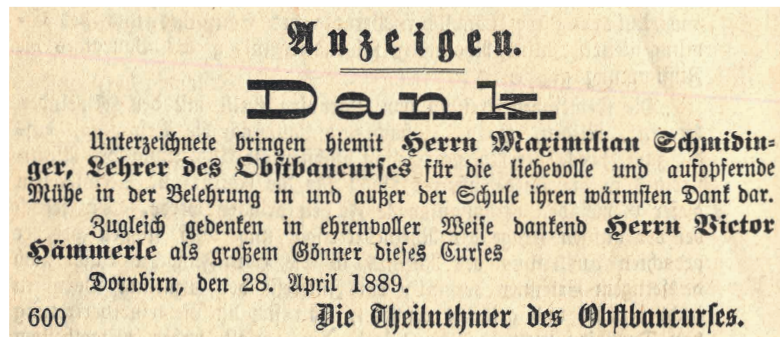 Anzeigen.
Dank.
Unterzeichnete bringen hiemit Herrn Maximilian Schmidin-
ger, Lehrer des Obstbaucurses für die liebevolle und aufopfernde
Mühe in der Belehrung in und außer der Schule ihren wärmsten Dank dar.
Zugleich gedenken in ehrenvoller Weise dankend Herrn Victor
Hämmerle als großem Gönner dieses Curses
Dornbirn, den 28. April 1889.
600 Die Theilnehmer des Obstbaucurses.